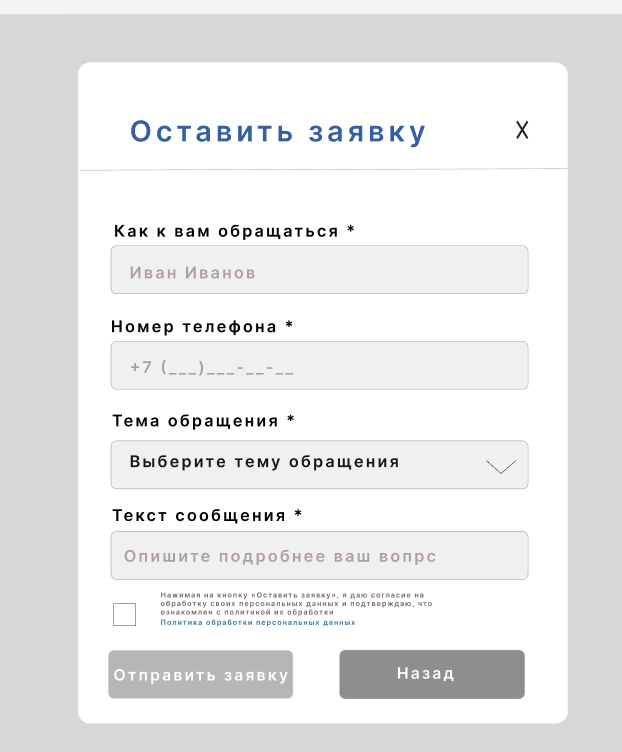 Оставить заявку
X
Как к вам обращаться *
Иван Иванов
Номер телефона *
+7 (___)___-__-__
Тема обращения *
Выберите тему обращения
Текст сообщения *
Опишите подробнее ваш вопрс
Нажимая на кнопку «Оставить заявку», я даю согласие на
обработку своих персональных данных и подтверждаю, что
ознакомлен с политикой их обработки
Политика обработки персональных данных
Отправить заявку
Назад